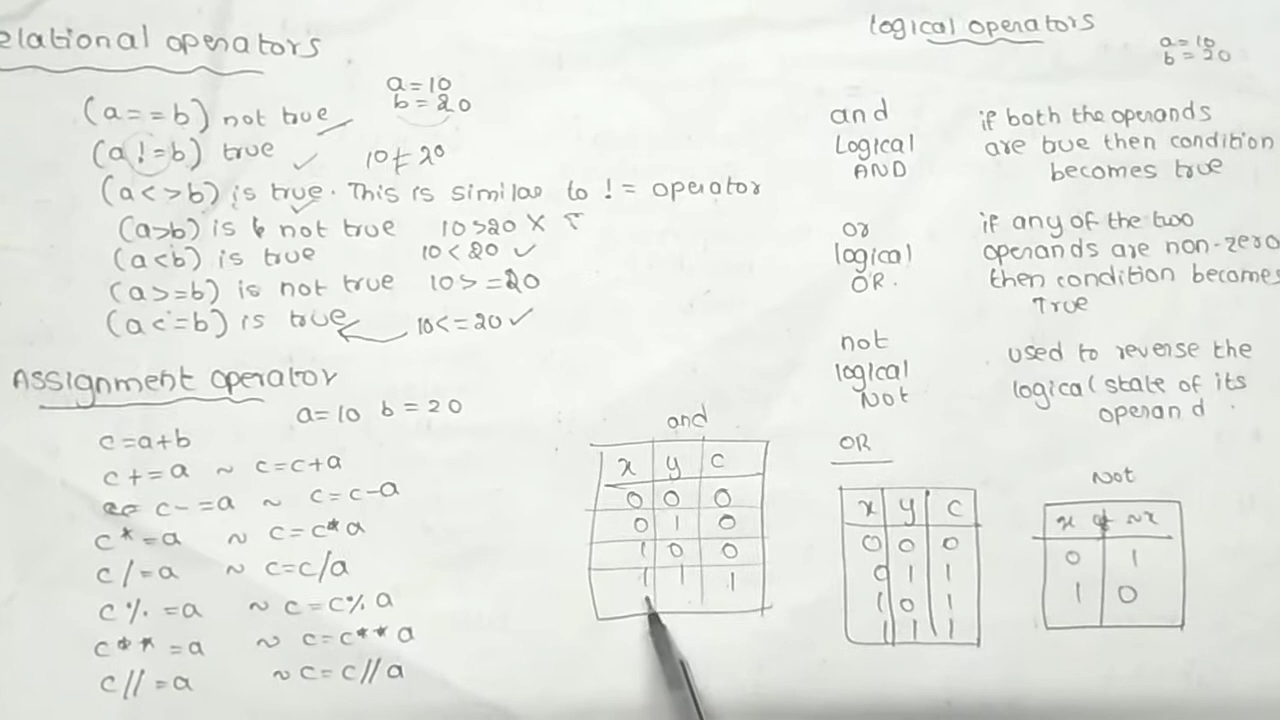 elational operators
a=10
b=20
(a==b) not true
(a!=b) true 10≠20
(a<>b) is true. This is similar to != operator
(a>b) is not true 10>20 X
(a<b) is true 10<20 ✓
(a>=b) is not true 10>=20
(a<=b) is true 10<=20 ✓
Assignment operator
a=10 b=20
c=a+b
c+=a ~ c=c+a
c-=a ~ c=c-a
c*=a ~ c=c*a
c/=a ~ c=c/a
c%=a ~ c=c%a
c**=a ~ c=c**a
c//=a ~ c=c//a
logical operators
a=10
b=20
and if both the operands
Logical are true then condition
AND becomes true
or if any of the two
logical operands are non-zero
OR. then condition becomes
True
not used to reverse the
logical logical state of its
NOT operand.
and
x y c
0 0 0
0 1 0
1 0 0
1 1 1
OR
x y c
0 0 0
0 1 1
1 0 1
1 1 1
Not
x ~x
0 1
1 0